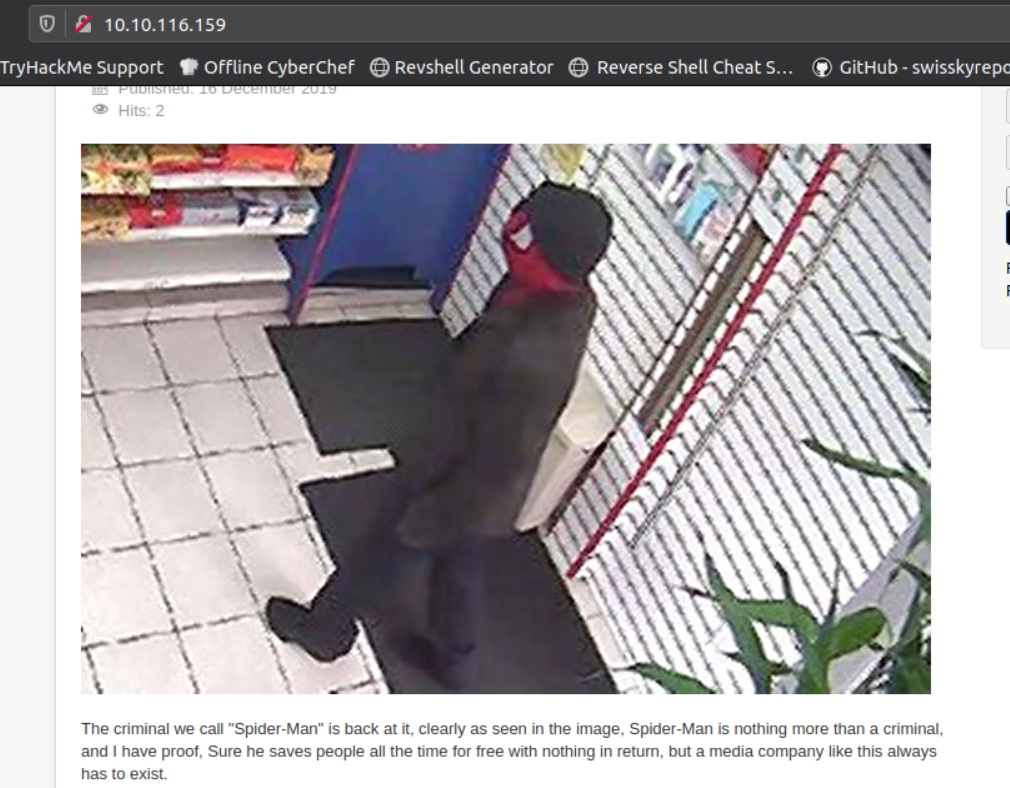 10.10.116.159
TryHackMe Support Offline CyberChef Revshell Generator Reverse Shell Cheat S... GitHub - swisskyrepo
Published: 16 December 2019
Hits: 2
The criminal we call "Spider-Man" is back at it, clearly as seen in the image, Spider-Man is nothing more than a criminal,
and I have proof, Sure he saves people all the time for free with nothing in return, but a media company like this always
has to exist.